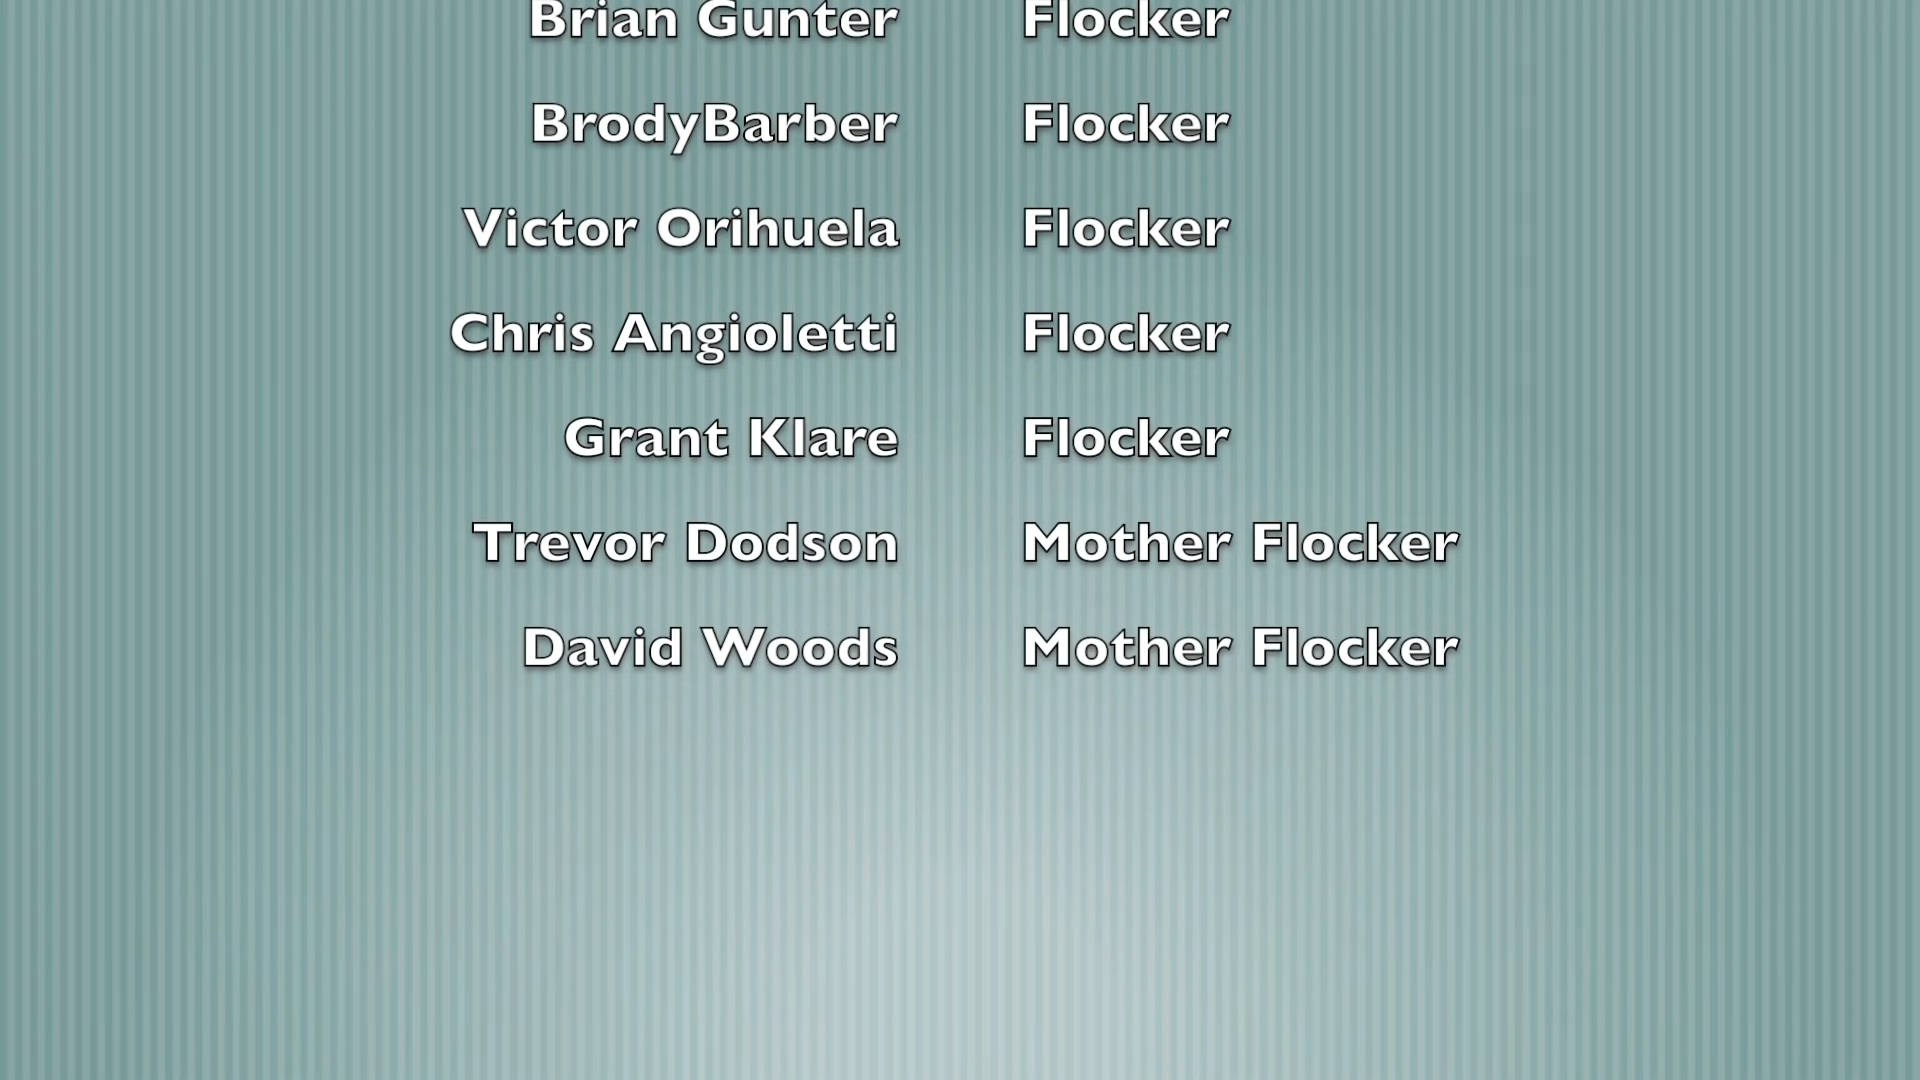 Brian Gunter Flocker
BrodyBarber Flocker
Victor Orihuela Flocker
Chris Angioletti Flocker
Grant Klare Flocker
Trevor Dodson Mother Flocker
David Woods Mother Flocker